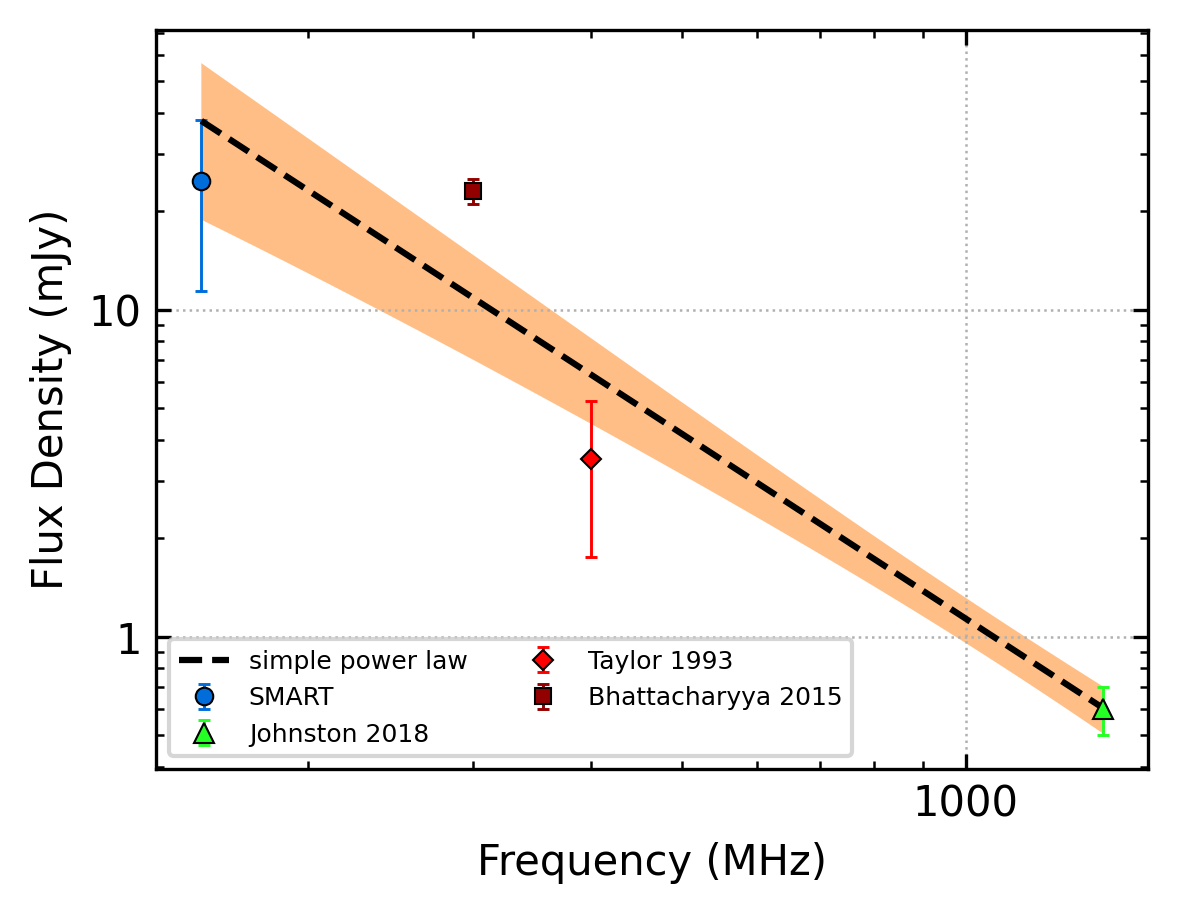 Flux Density (mJy)
10
1
simple power law
SMART
Johnston 2018
Taylor 1993
Bhattacharyya 2015
1000
Frequency (MHz)